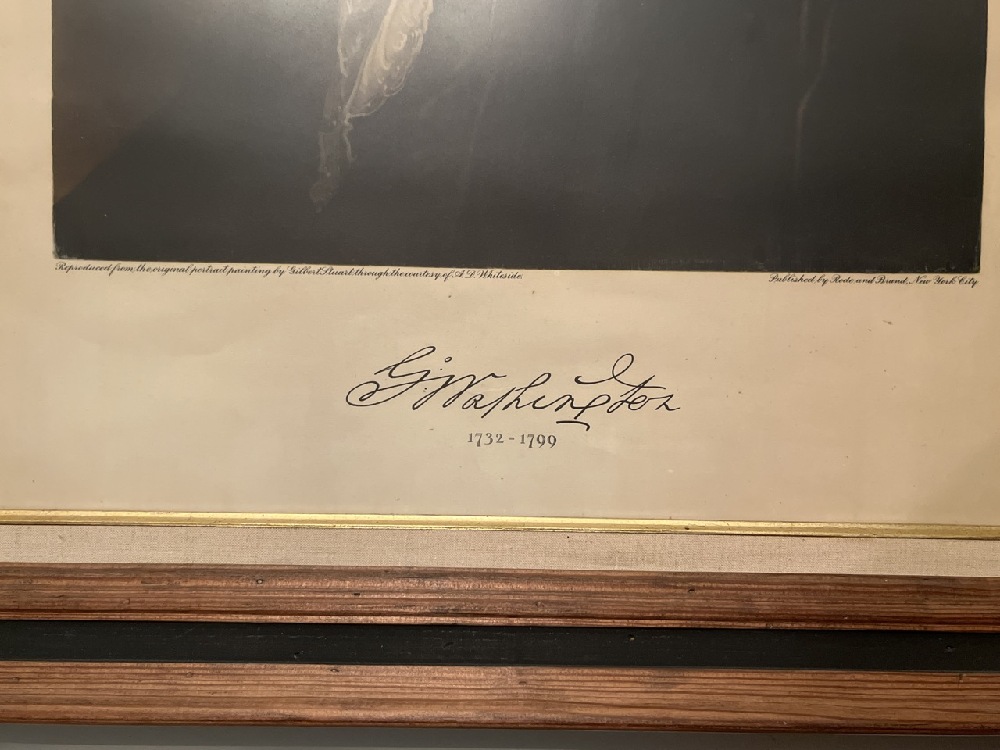 Reproduced from the original portrait painting by Gilbert Stuart through the courtesy of A. D. Whiteside
Published by Rode and Brand, New York City
G. Washington
1732 - 1799